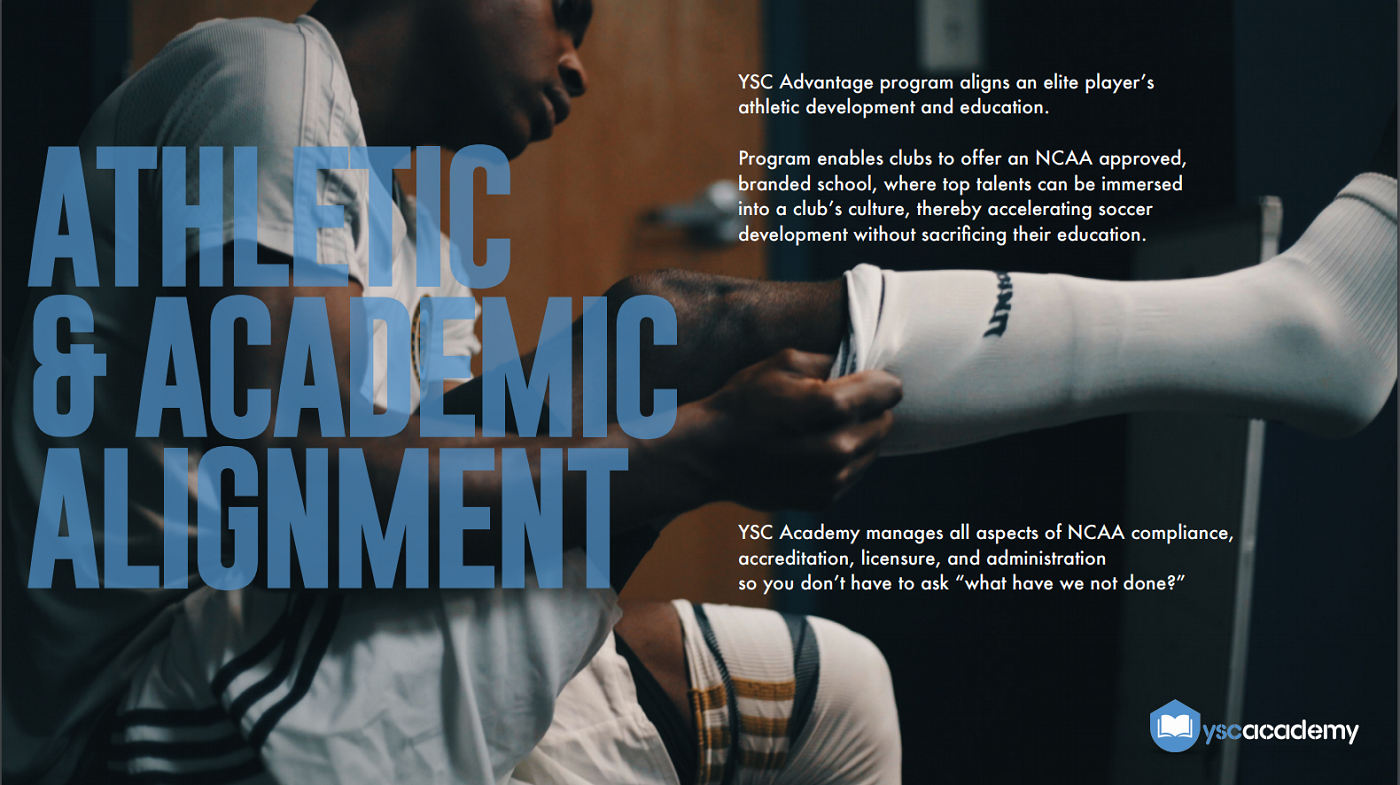 ATHLETIC
& ACADEMIC
ALIGNMENT
YSC Advantage program aligns an elite player’s
athletic development and education.
Program enables clubs to offer an NCAA approved,
branded school, where top talents can be immersed
into a club’s culture, thereby accelerating soccer
development without sacrificing their education.
YSC Academy manages all aspects of NCAA compliance,
accreditation, licensure, and administration
so you don’t have to ask “what have we not done?”
yscacademy